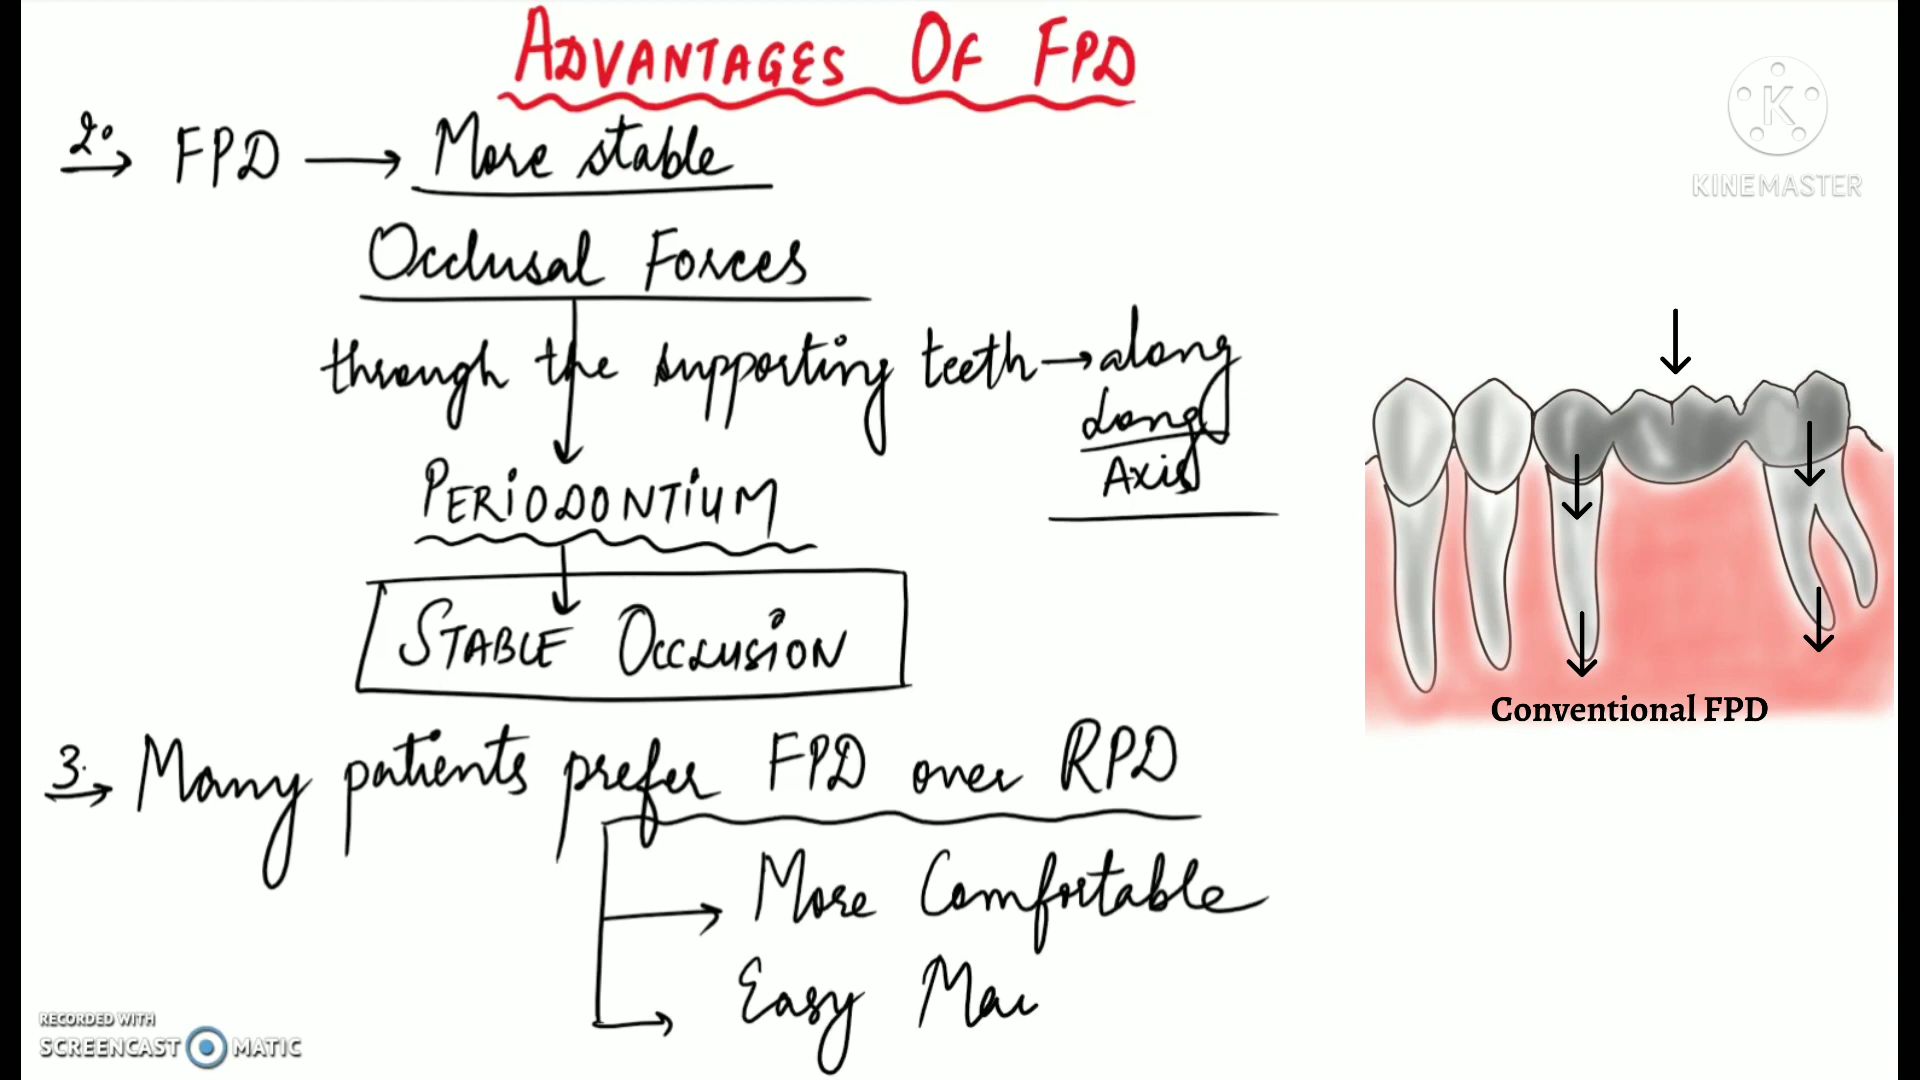 ADVANTAGES OF FPD
2. FPD → More stable
Occlusal Forces
through the supporting teeth → along
Long
Axis
PERIODONTIUM
STABLE OCCLUSION
3. Many patients prefer FPD over RPD
More Comfortable
Easy Mai
K
KINEMASTER
Conventional FPD
RECORDED WITH
SCREENCAST MATIC